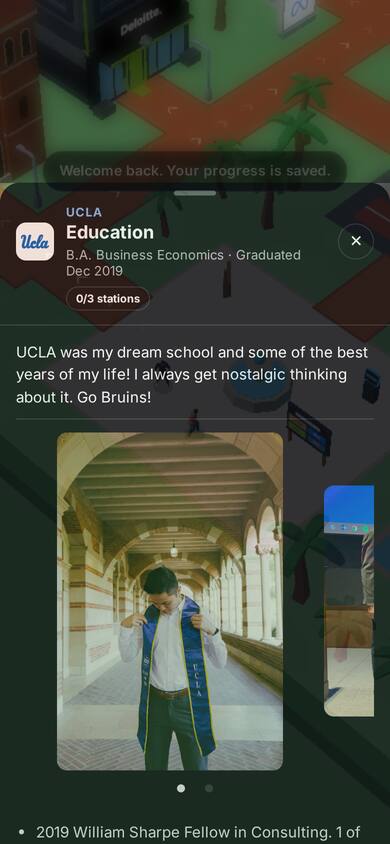 Deloitte.
Welcome back. Your progress is saved.
UCLA
Ucla
Education
B.A. Business Economics · Graduated
Dec 2019
0/3 stations
UCLA was my dream school and some of the best
years of my life! I always get nostalgic thinking
about it. Go Bruins!
UCLA
• 2019 William Sharpe Fellow in Consulting. 1 of